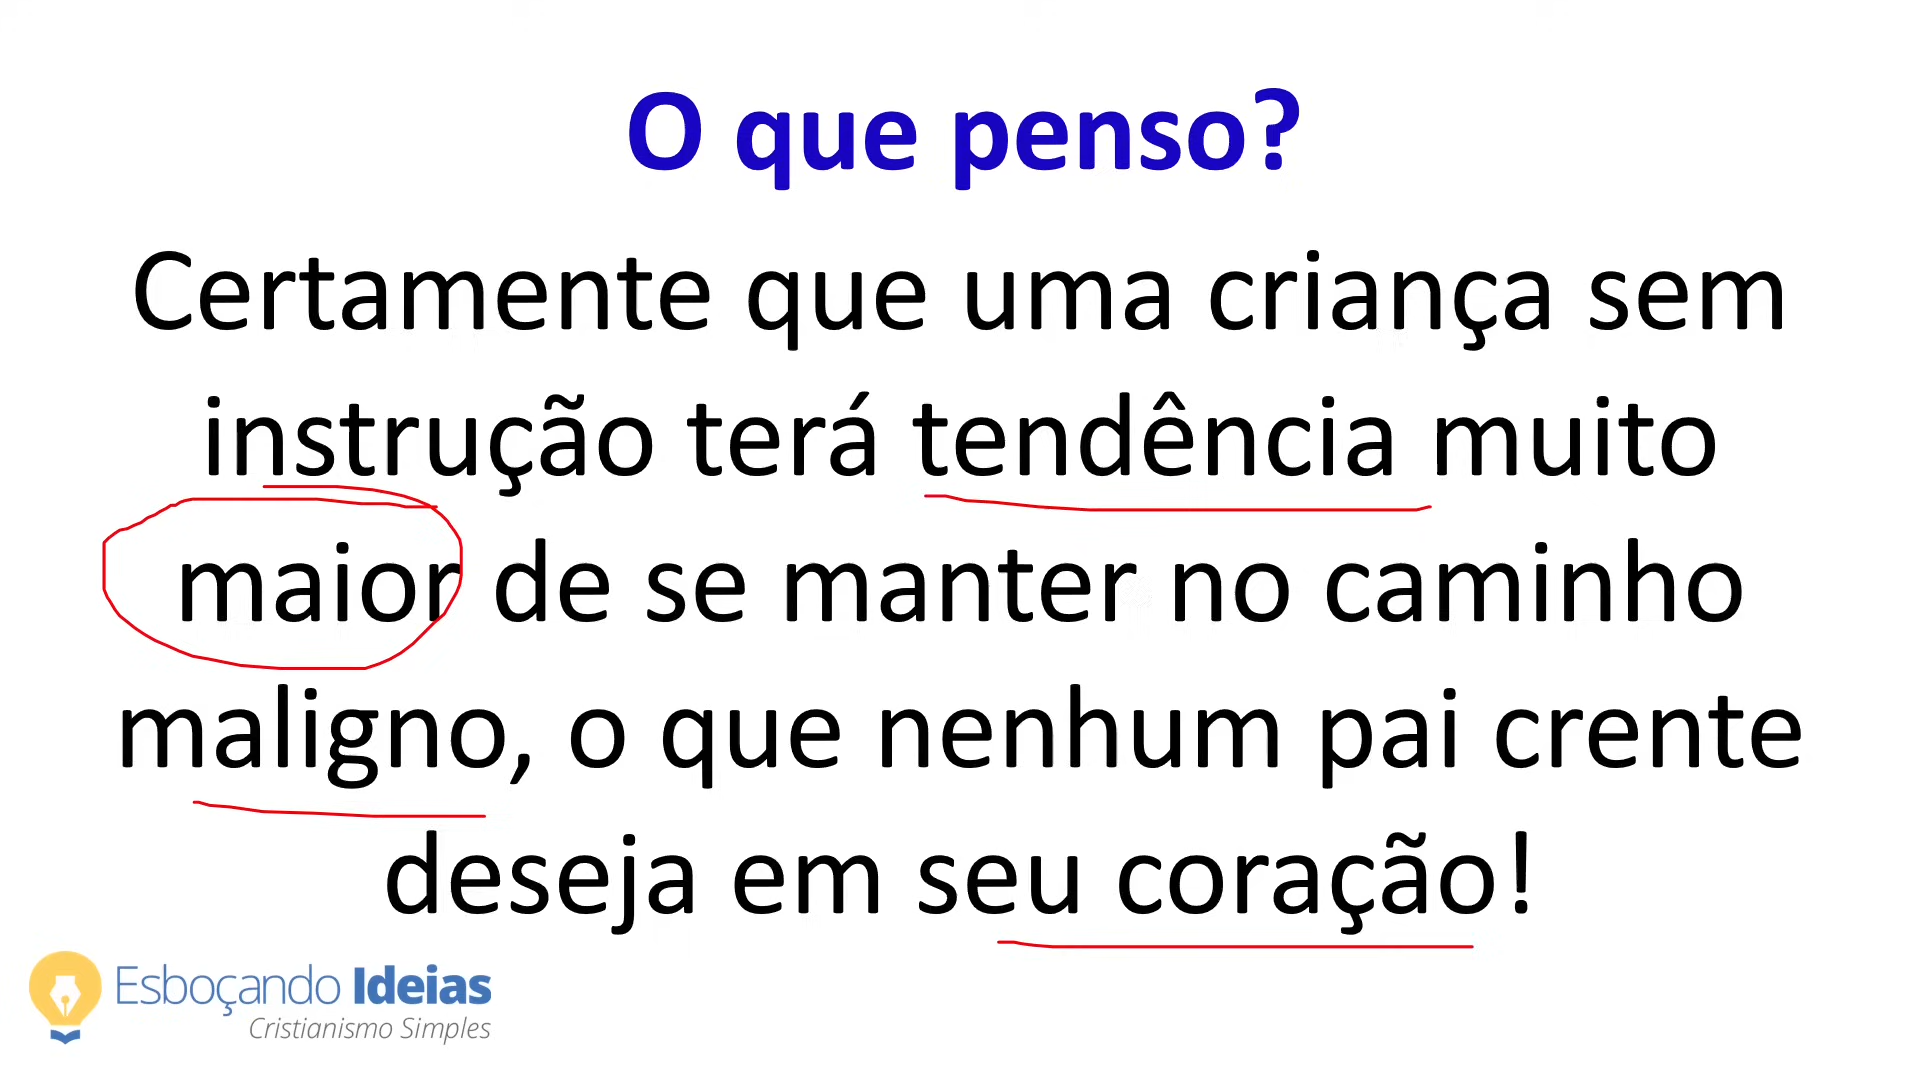 O que penso?
Certamente que uma criança sem
instrução terá tendência muito
maior de se manter no caminho
maligno, o que nenhum pai crente
deseja em seu coração!
Esboçando Ideias
Cristianismo Simples